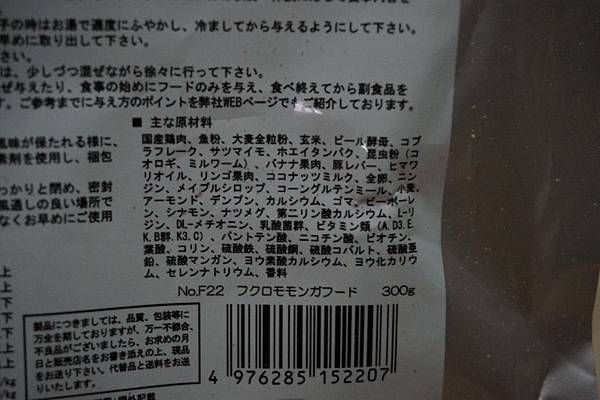 子の時はお湯で適度にふやかし、冷ましてから与えるようにして下さい。
早めに取り出して下さい。
さい。
は、少しづつ混ぜながら徐々に行って下さい。
ぜ与えたり、食事の始めにフードのみを与え、食べ終えてから副食品を
す。ご参考までに与え方のポイントを弊社WEBページでもご紹介しております。
■ 主な原材料
国産鶏肉、魚粉、大麦全粒粉、玄米、ビール酵母、コプ
ラフレーク、サツマイモ、ホエイタンパク、昆虫粉（コ
オロギ、ミルワーム）、バナナ果肉、豚レバー、ヒマワ
リオイル、リンゴ果肉、ココナッツミルク、全卵、ニン
ジン、メイプルシロップ、コーングルテンミール、小麦、
アーモンド、デンプン、カルシウム、ゴマ、ビーポーレ
ン、シナモン、ナツメグ、第二リン酸カルシウム、L-リ
ジン、DL-メチオニン、乳酸菌群、ビタミン類（A.D3.E.
K.B群.K3.C）、パントテン酸、ニコチン酸、ビオチン、
葉酸、コリン、硫酸鉄、硫酸銅、硫酸コバルト、硫酸亜
鉛、硫酸マンガン、ヨウ素酸カルシウム、ヨウ化カリウ
ム、セレンナトリウム、香料
風味が保たれる様に、
素剤を使用し、梱包
っかりと閉め、密封
風通しの良い場所で
なくお早めにご使用
上
上
下
下
下
上
上
/kg
/kg
No.F22 フクロモモンガフード 300g
製品につきましては、品質、包装等に
万全を期しておりますが、万一不都合、
不良品がございましたら、お求めの月
日と販売店名をお書き添えの上、現品
をお送り下さい。代替品と送料をお送
りいたします。
4 976285 152207
欄外記載